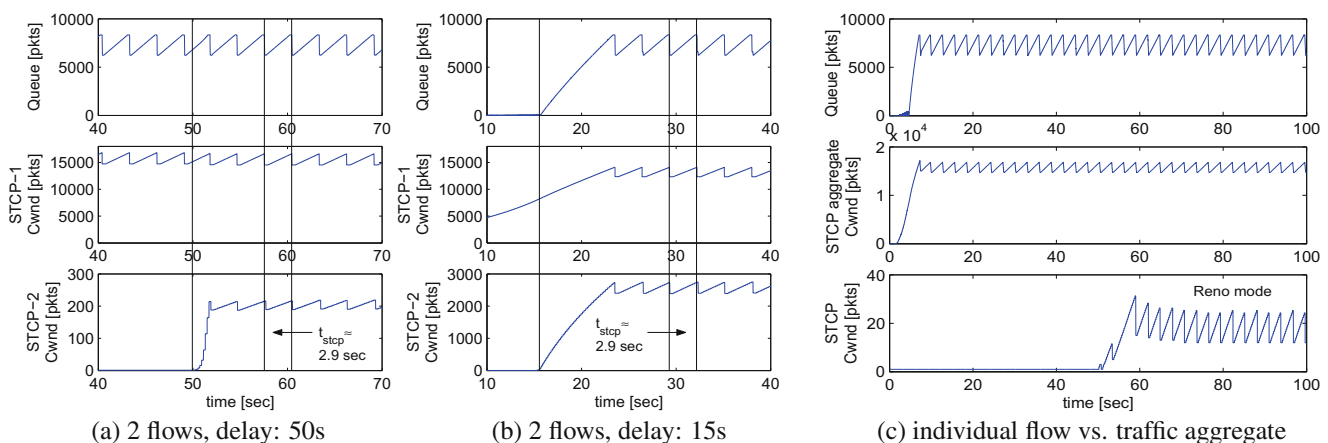 10000
5000
0
Queue [pkts]
40 50 60 70
15000
10000
5000
0
STCP−1
Cwnd [pkts]
40 50 60 70
300
200
100
0
STCP−2
Cwnd [pkts]
t stcp ≈
2.9 sec
40 50 60 70
time [sec]
(a) 2 flows, delay: 50s
10000
5000
0
Queue [pkts]
10 20 30 40
18000
10000
5000
0
STCP−1
Cwnd [pkts]
10 20 30 40
3000
2000
1000
0
STCP−2
Cwnd [pkts]
t stcp ≈
2.9 sec
10 20 30 40
time [sec]
(b) 2 flows, delay: 15s
10000
5000
0
Queue [pkts]
0 20 40 60 80 100
x 10^4
2
1
0
STCP aggregate
Cwnd [pkts]
0 20 40 60 80 100
40
20
0
STCP
Cwnd [pkts]
Reno mode
0 20 40 60 80 100
time [sec]
(c) individual flow vs. traffic aggregate